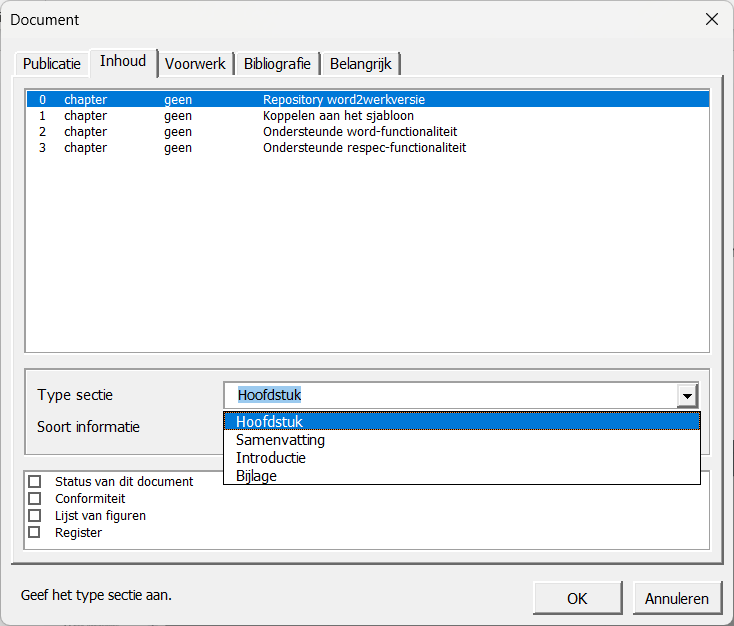 Document
Publicatie Inhoud Voorwerk Bibliografie Belangrijk
0 chapter geen Repository word2werkversie
1 chapter geen Koppelen aan het sjabloon
2 chapter geen Ondersteunde word-functionaliteit
3 chapter geen Ondersteunde respec-functionaliteit
Type sectie Hoofdstuk
Soort informatie
Hoofdstuk
Samenvatting
Introductie
Bijlage
Status van dit document
Conformiteit
Lijst van figuren
Register
Geef het type sectie aan.
OK Annuleren